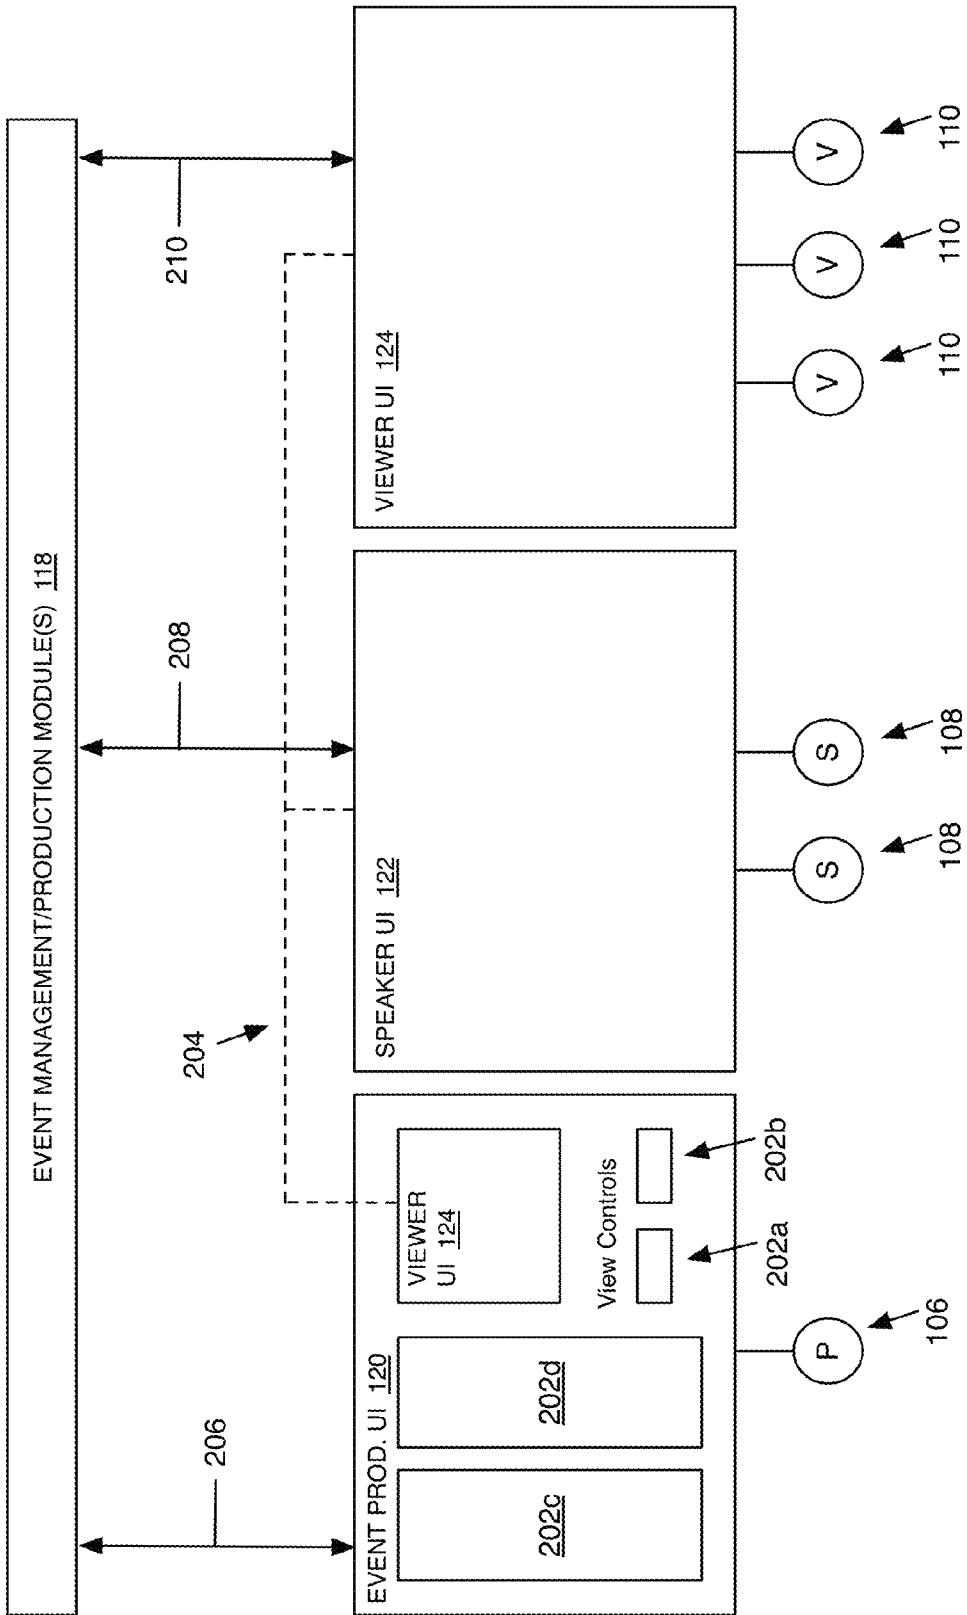 EVENT MANAGEMENT/PRODUCTION MODULE(S) 118
206
204
208
210
EVENT PROD. UI 120
202c
202d
VIEWER
UI 124
View Controls
202a
202b
SPEAKER UI 122
VIEWER UI 124
P
S
S
V
V
V
106
108
108
110
110
110